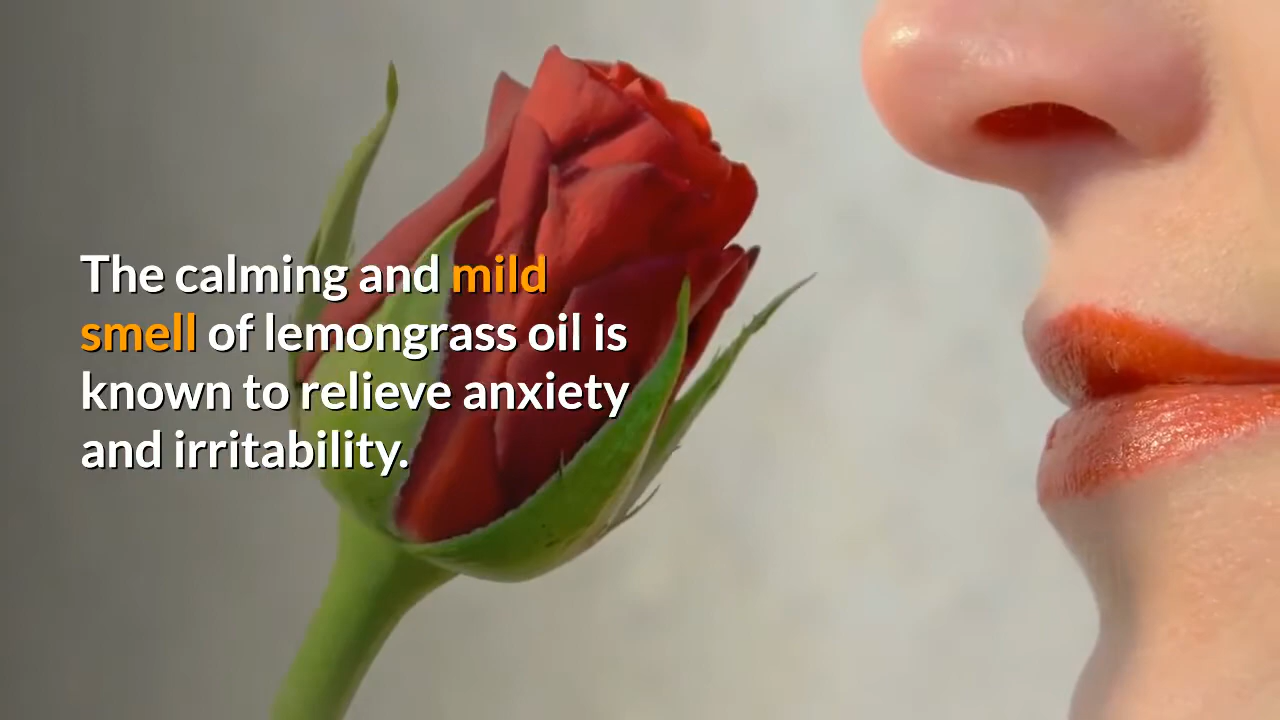 The calming and mild
smell of lemongrass oil is
known to relieve anxiety
and irritability.